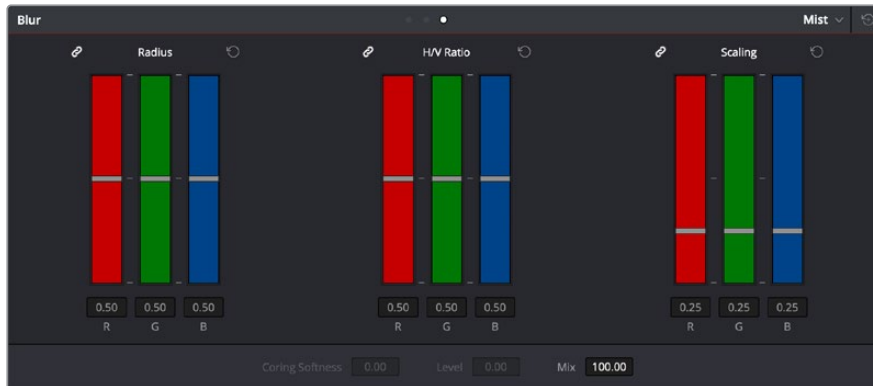 Blur Mist
Radius H/V Ratio Scaling
0.50 0.50 0.50 0.50 0.50 0.50 0.25 0.25 0.25
R G B R G B R G B
Coring Softness 0.00 Level 0.00 Mix 100.00